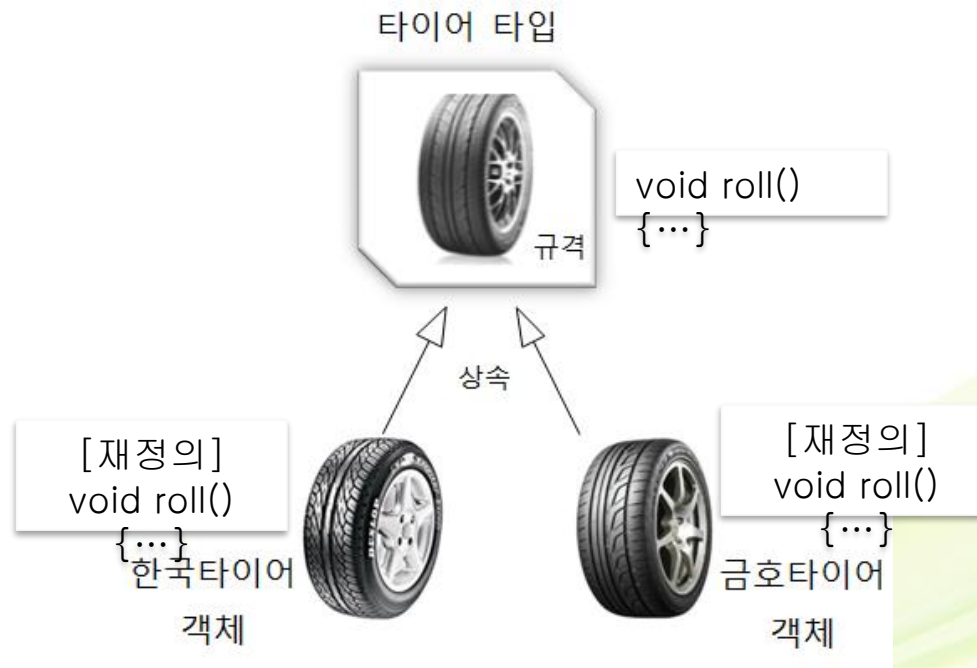 타이어 타입
void roll()
{…}
규격
상속
[재정의]
void roll()
{…}
한국타이어
객체
[재정의]
void roll()
{…}
금호타이어
객체